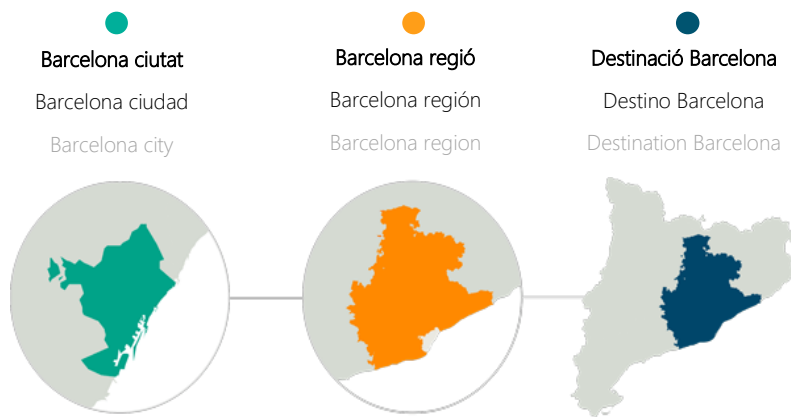 Barcelona ciutat
Barcelona ciudad
Barcelona city
Barcelona regió
Barcelona región
Barcelona region
Destinació Barcelona
Destino Barcelona
Destination Barcelona